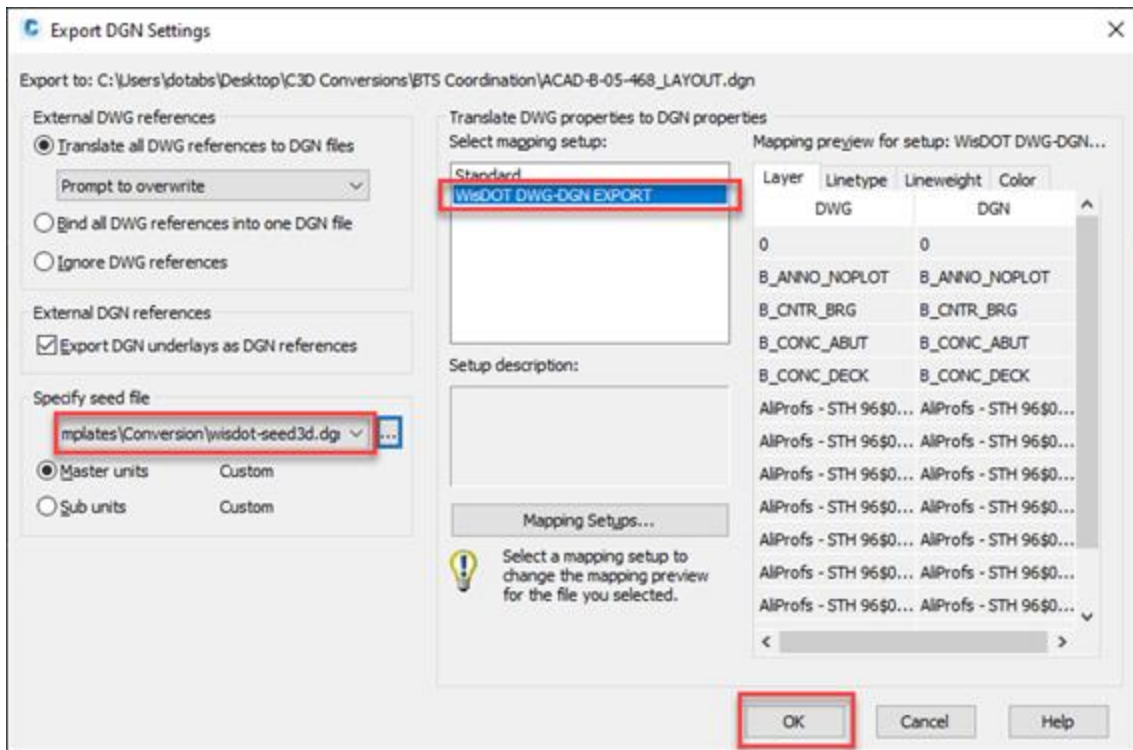 Export DGN Settings
Export to: C:\Users\dotabs\Desktop\C3D Conversions\BTS Coordination\ACAD-B-05-468_LAYOUT.dgn
External DWG references
Translate all DWG references to DGN files
Prompt to overwrite
Bind all DWG references into one DGN file
Ignore DWG references
External DGN references
Export DGN underlays as DGN references
Specify seed file
mplates\Conversion\wisdot-seed3d.dg
...
Master units Custom
Sub units Custom
Translate DWG properties to DGN properties
Select mapping setup:
Standard
WisDOT DWG-DGN EXPORT
Setup description:
Mapping Setups...
Select a mapping setup to
change the mapping preview
for the file you selected.
Mapping preview for setup: WisDOT DWG-DGN...
Layer Linetype Lineweight Color
DWG DGN
0 0
B_ANNO_NOPLOT B_ANNO_NOPLOT
B_CNTR_BRG B_CNTR_BRG
B_CONC_ABUT B_CONC_ABUT
B_CONC_DECK B_CONC_DECK
AliProfs - STH 96$0... AliProfs - STH 96$0...
AliProfs - STH 96$0... AliProfs - STH 96$0...
AliProfs - STH 96$0... AliProfs - STH 96$0...
AliProfs - STH 96$0... AliProfs - STH 96$0...
AliProfs - STH 96$0... AliProfs - STH 96$0...
AliProfs - STH 96$0... AliProfs - STH 96$0...
AliProfs - STH 96$0... AliProfs - STH 96$0...
OK Cancel Help